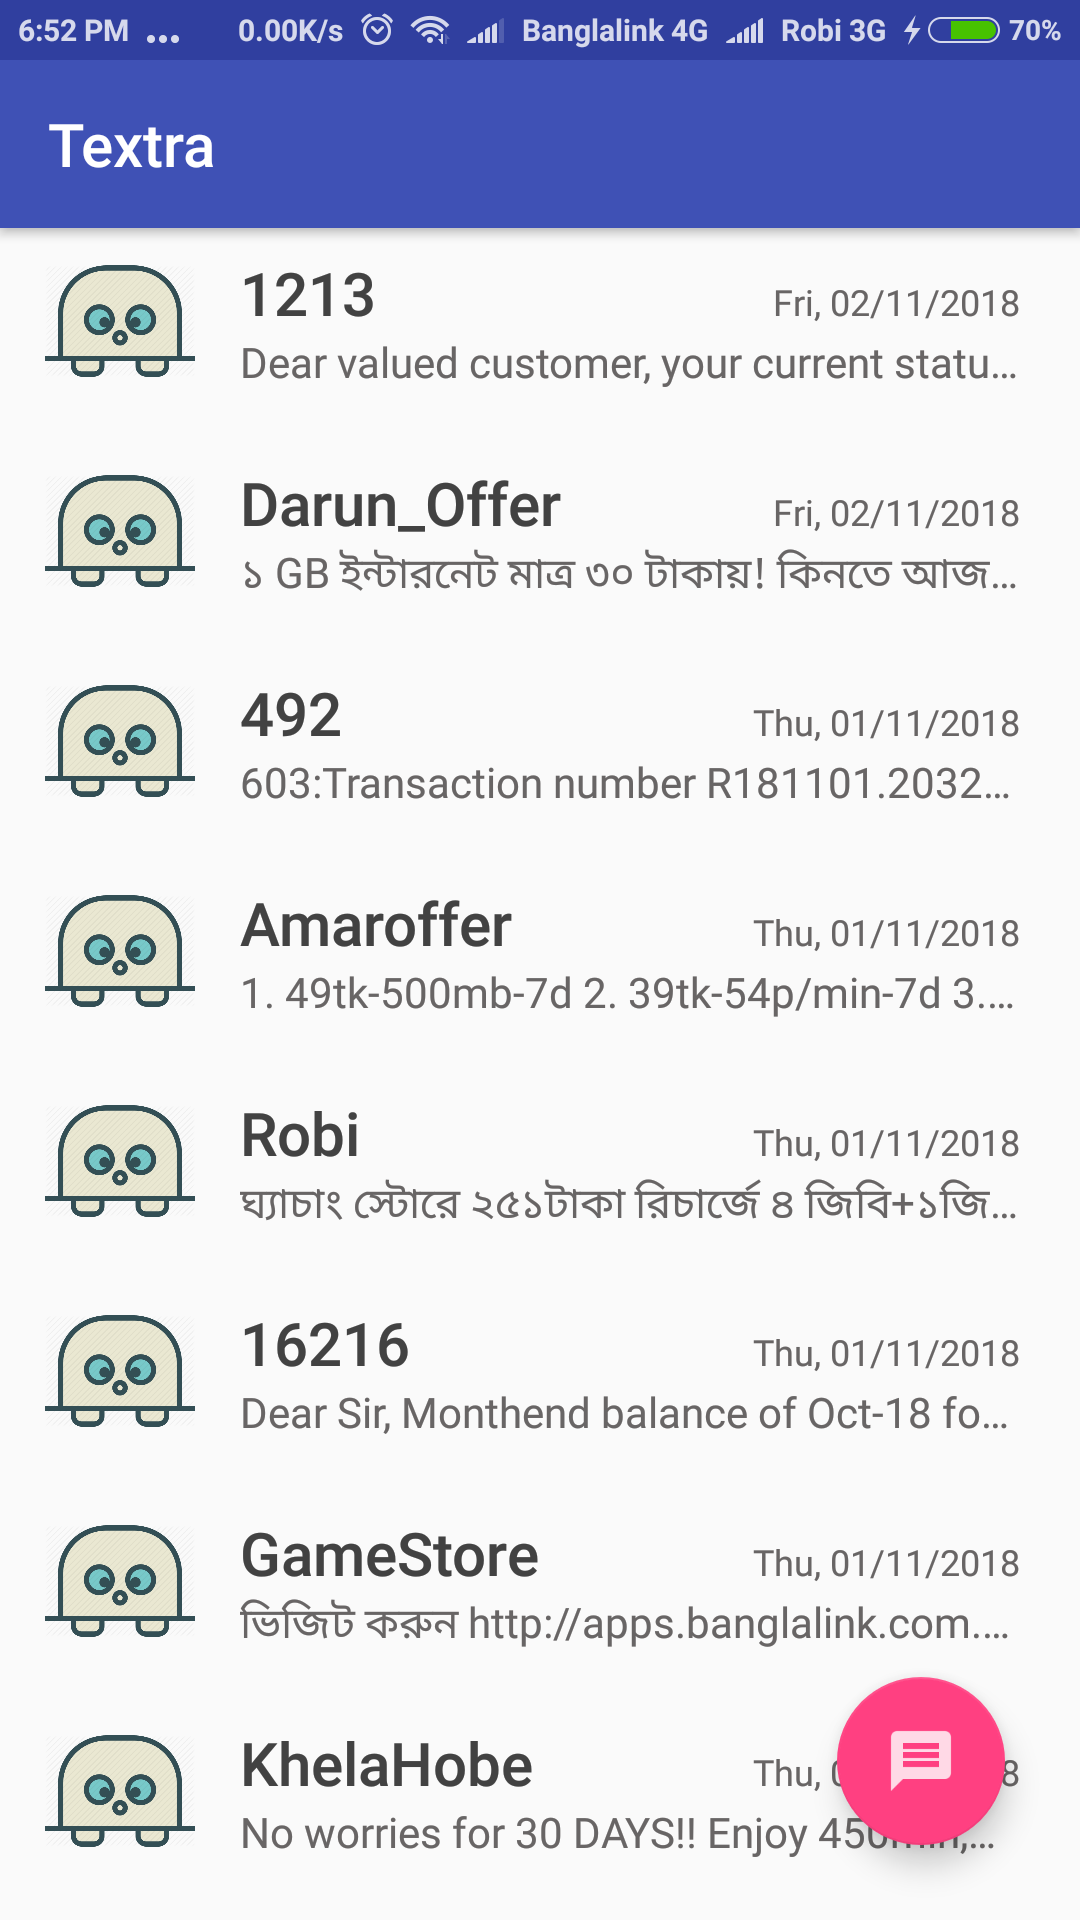 6:52 PM ... 0.00K/s Banglalink 4G Robi 3G 70%
Textra
1213 Fri, 02/11/2018
Dear valued customer, your current statu...
Darun_Offer Fri, 02/11/2018
১ GB ইন্টারনেট মাত্র ৩০ টাকায়! কিনতে আজ...
492 Thu, 01/11/2018
603:Transaction number R181101.2032...
Amaroffer Thu, 01/11/2018
1. 49tk-500mb-7d 2. 39tk-54p/min-7d 3....
Robi Thu, 01/11/2018
ঘ্যাচাং স্টোরে ২৫১টাকা রিচার্জে ৪ জিবি+১জি...
16216 Thu, 01/11/2018
Dear Sir, Monthend balance of Oct-18 fo...
GameStore Thu, 01/11/2018
ভিজিট করুন http://apps.banglalink.com....
KhelaHobe Thu,
No worries for 30 DAYS!! Enjoy